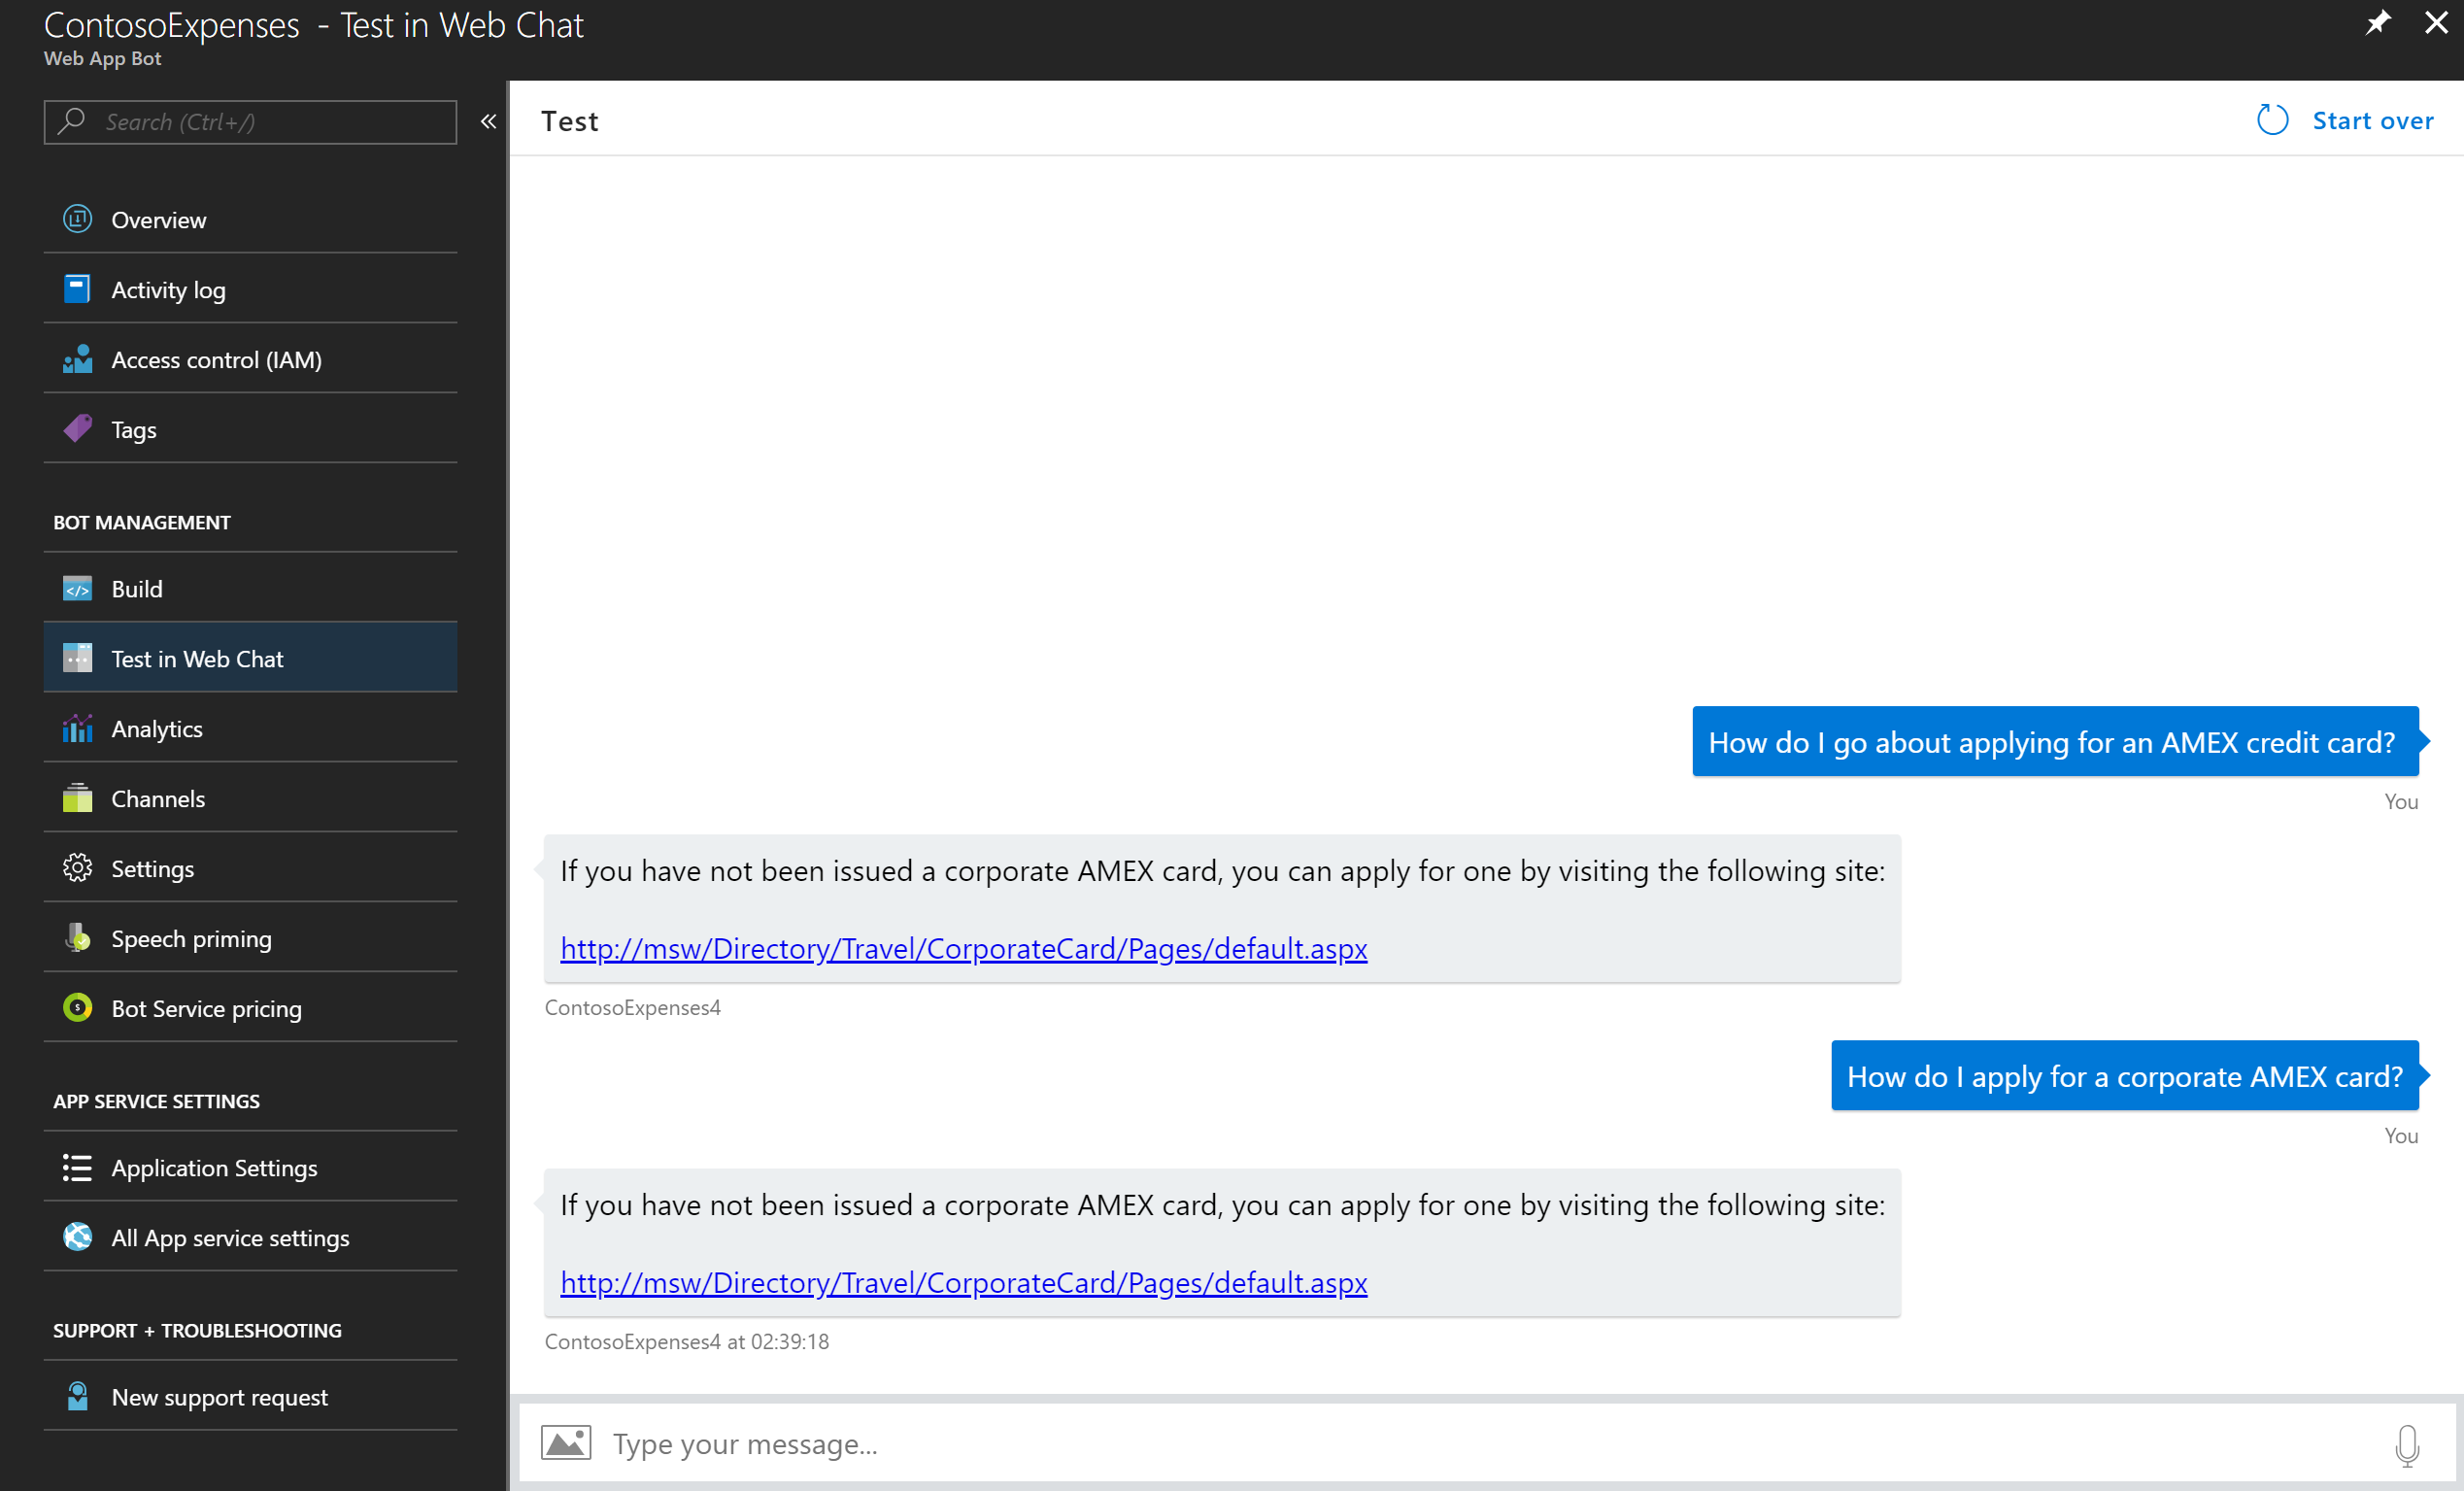 ContosoExpenses - Test in Web Chat
Web App Bot
Search (Ctrl+/)
«
Overview
Activity log
Access control (IAM)
Tags
BOT MANAGEMENT
Build
Test in Web Chat
Analytics
Channels
Settings
Speech priming
Bot Service pricing
APP SERVICE SETTINGS
Application Settings
All App service settings
SUPPORT + TROUBLESHOOTING
New support request
Test
Start over
How do I go about applying for an AMEX credit card?
You
If you have not been issued a corporate AMEX card, you can apply for one by visiting the following site:
http://msw/Directory/Travel/CorporateCard/Pages/default.aspx
ContosoExpenses4
How do I apply for a corporate AMEX card?
You
If you have not been issued a corporate AMEX card, you can apply for one by visiting the following site:
http://msw/Directory/Travel/CorporateCard/Pages/default.aspx
ContosoExpenses4 at 02:39:18
Type your message...